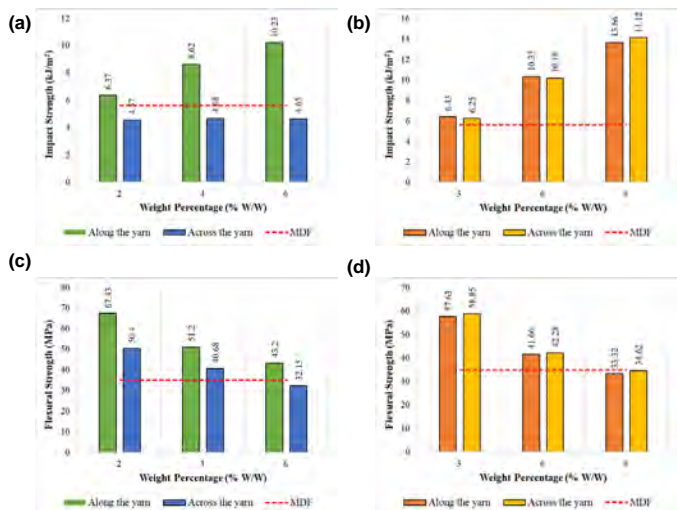 (a)
12
10
8
6
4
2
0
Impact Strength (kJ/m²)
6.37
4.57
8.62
4.68
10.23
4.65
2
4
6
Weight Percentage (% W/W)
Along the yarn
Across the yarn
MDF
(b)
16
14
12
10
8
6
4
2
0
Impact Strength (kJ/m²)
6.43
6.25
10.33
10.19
13.66
14.12
3
6
9
Weight Percentage (% W/W)
Along the yarn
Across the yarn
MDF
(c)
80
70
60
50
40
30
20
10
0
Flexural Strength (MPa)
67.43
50.4
51.2
40.68
43.2
32.15
2
6
Weight Percentage (% W/W)
Along the yarn
Across the yarn
MDF
(d)
70
60
50
40
30
20
10
0
Flexural Strength (MPa)
57.63
58.85
41.66
42.28
33.32
34.62
3
6
9
Weight Percentage (% W/W)
Along the yarn
Across the yarn
MDF